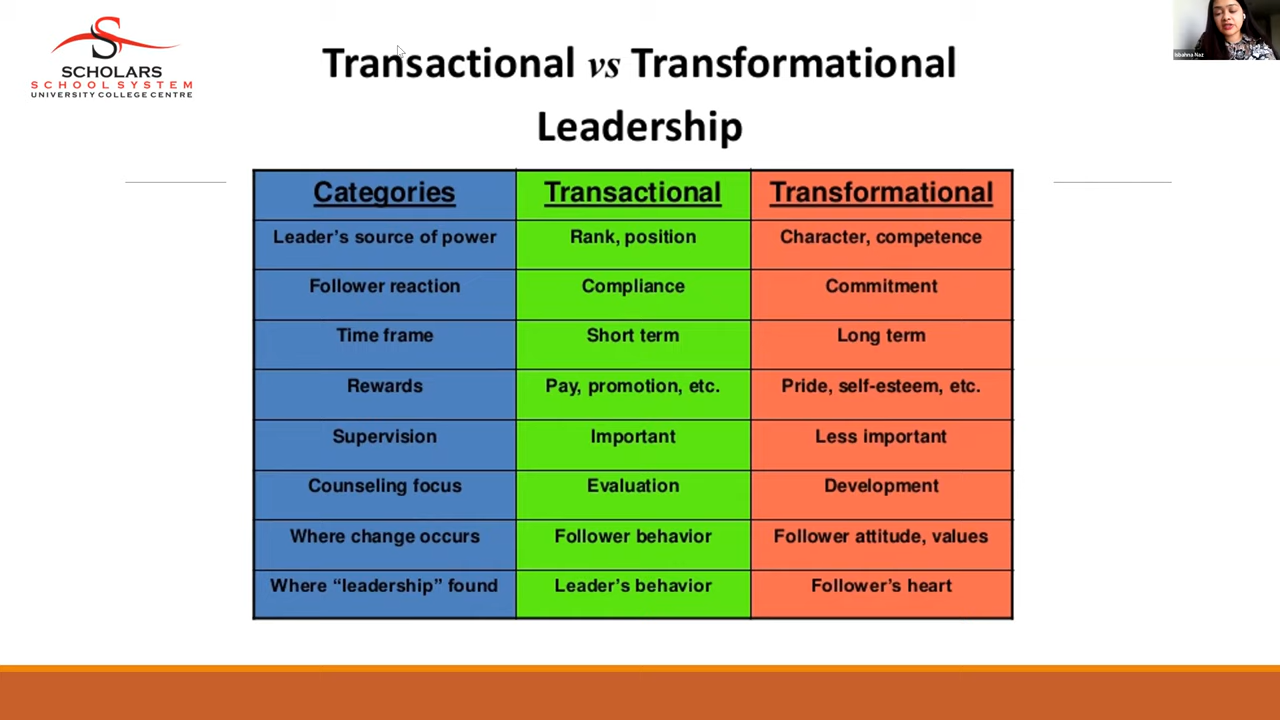 SCHOLARS
SCHOOL SYSTEM
UNIVERSITY COLLEGE CENTRE
Transactional vs Transformational
Leadership
Isbahna Naz
Categories Transactional Transformational
Leader’s source of power Rank, position Character, competence
Follower reaction Compliance Commitment
Time frame Short term Long term
Rewards Pay, promotion, etc. Pride, self-esteem, etc.
Supervision Important Less important
Counseling focus Evaluation Development
Where change occurs Follower behavior Follower attitude, values
Where “leadership” found Leader’s behavior Follower’s heart